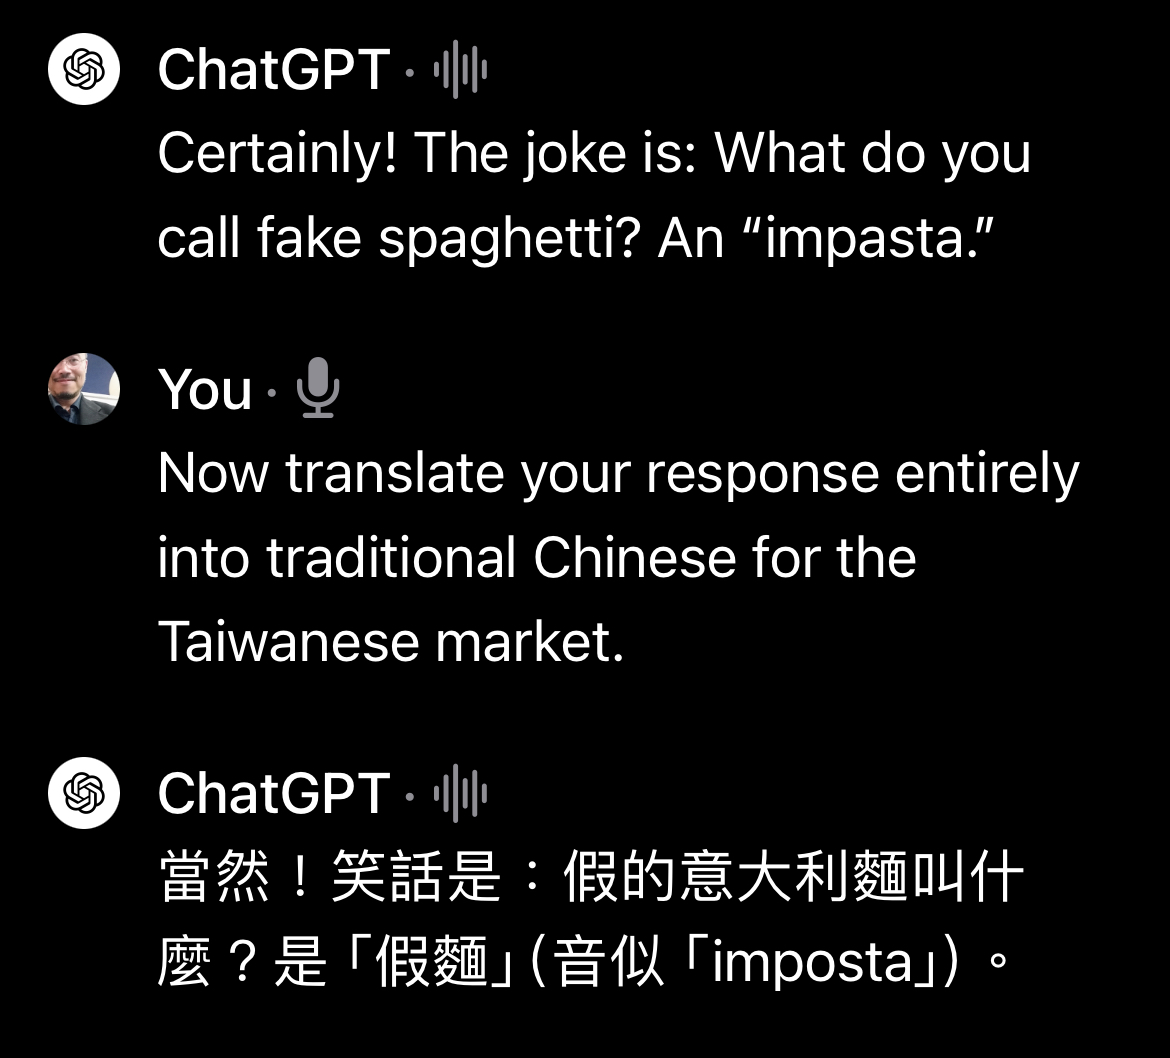 ChatGPT ·
Certainly! The joke is: What do you
call fake spaghetti? An “impasta.”
You ·
Now translate your response entirely
into traditional Chinese for the
Taiwanese market.
ChatGPT ·
當然！笑話是：假的意大利麵叫什
麼？是「假麵」（音似「imposta」）。